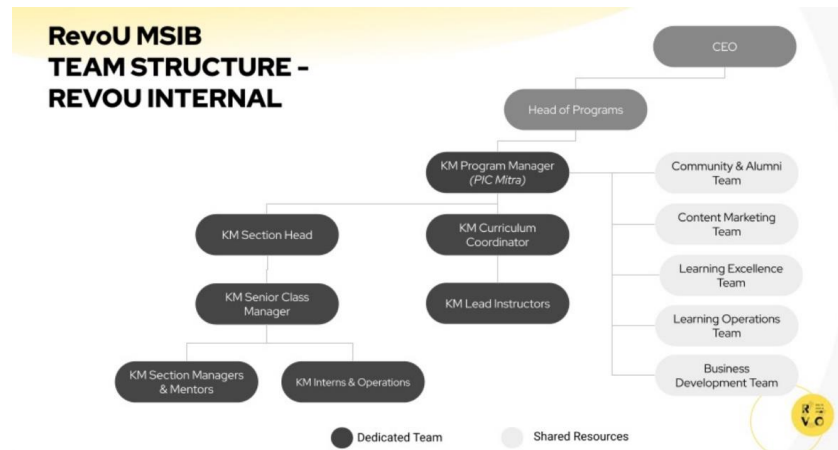 RevoU MSIB
TEAM STRUCTURE -
REVOU INTERNAL
CEO
Head of Programs
KM Program Manager
(PIC Mitra)
Community & Alumni
Team
KM Section Head
KM Curriculum
Coordinator
Content Marketing
Team
Learning Excellence
Team
KM Senior Class
Manager
KM Lead Instructors
Learning Operations
Team
KM Section Managers
& Mentors
KM Interns & Operations
Business
Development Team
Dedicated Team
Shared Resources